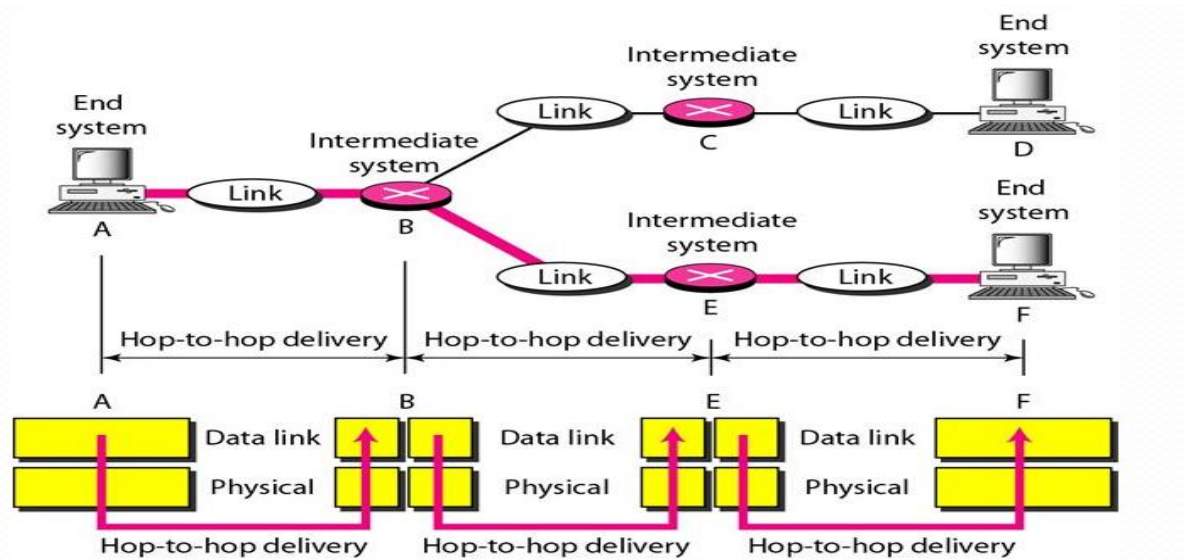 End
system
Intermediate
system
Link
Link
C
D
End
system
Intermediate
system
Link
A
B
End
system
Intermediate
system
Link
Link
E
F
Hop-to-hop delivery
Hop-to-hop delivery
Hop-to-hop delivery
A
B
E
F
Data link
Data link
Data link
Physical
Physical
Physical
Hop-to-hop delivery
Hop-to-hop delivery
Hop-to-hop delivery